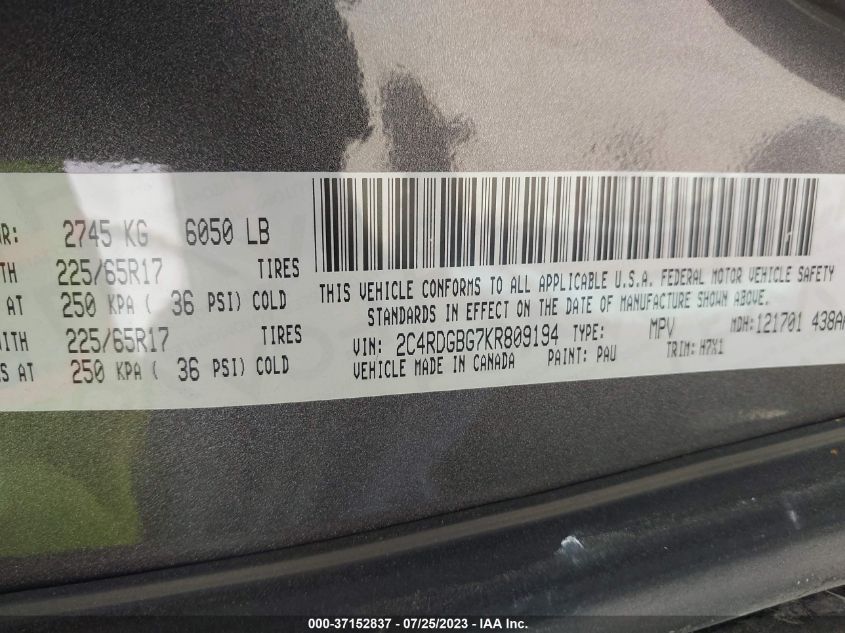 2745 KG 6050 LB
225/65R17 TIRES
AT 250 KPA ( 36 PSI) COLD
225/65R17 TIRES
AT 250 KPA ( 36 PSI) COLD
THIS VEHICLE CONFORMS TO ALL APPLICABLE U.S.A. FEDERAL MOTOR VEHICLE SAFETY
STANDARDS IN EFFECT ON THE DATE OF MANUFACTURE SHOWN ABOVE.
VIN: 2C4RDGBG7KR809194 TYPE: MPV MDH: 121701 438A
VEHICLE MADE IN CANADA PAINT: PAU TRIM: H7X1
000-37152837 / 07/25/2023 / IAA Inc.